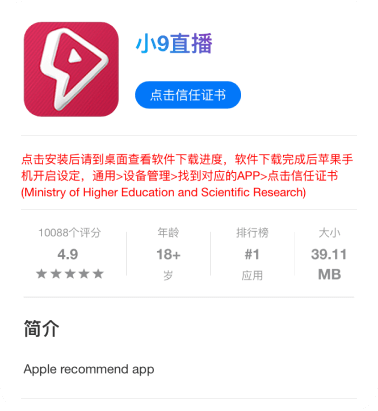 小9直播
点击信任证书
点击安装后请到桌面查看软件下载进度，软件下载完成后苹果手
机开启设定，通用>设备管理>找到对应的APP>点击信任证书
(Ministry of Higher Education and Scientific Research)
10088个评分 年龄 排行榜 大小
4.9 18+ #1 39.11
MB
★★★★★ 岁 应用
简介
Apple recommend app